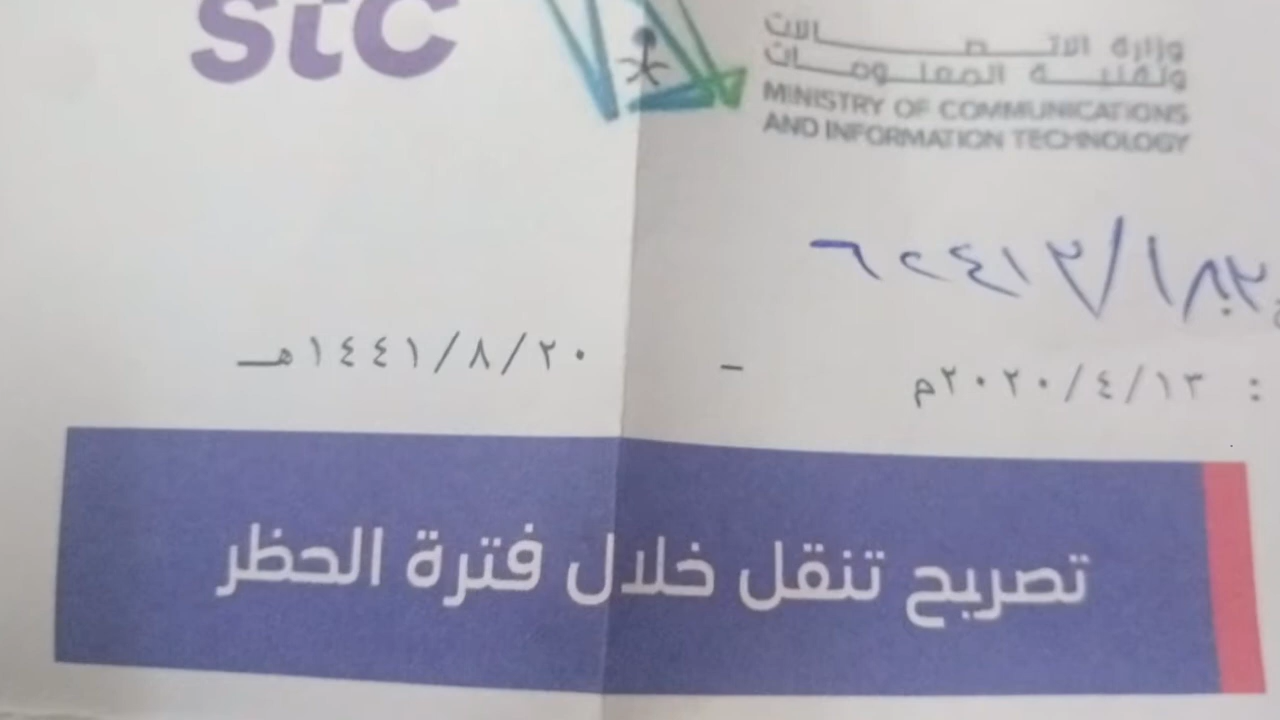 stc
وزارة الاتصالات
وتقنية المعلومات
MINISTRY OF COMMUNICATIONS
AND INFORMATION TECHNOLOGY
: ٢٠٢٠/٤/١٣م - ١٤٤١/٨/٢٠هـ
تصريح تنقل خلال فترة الحظر